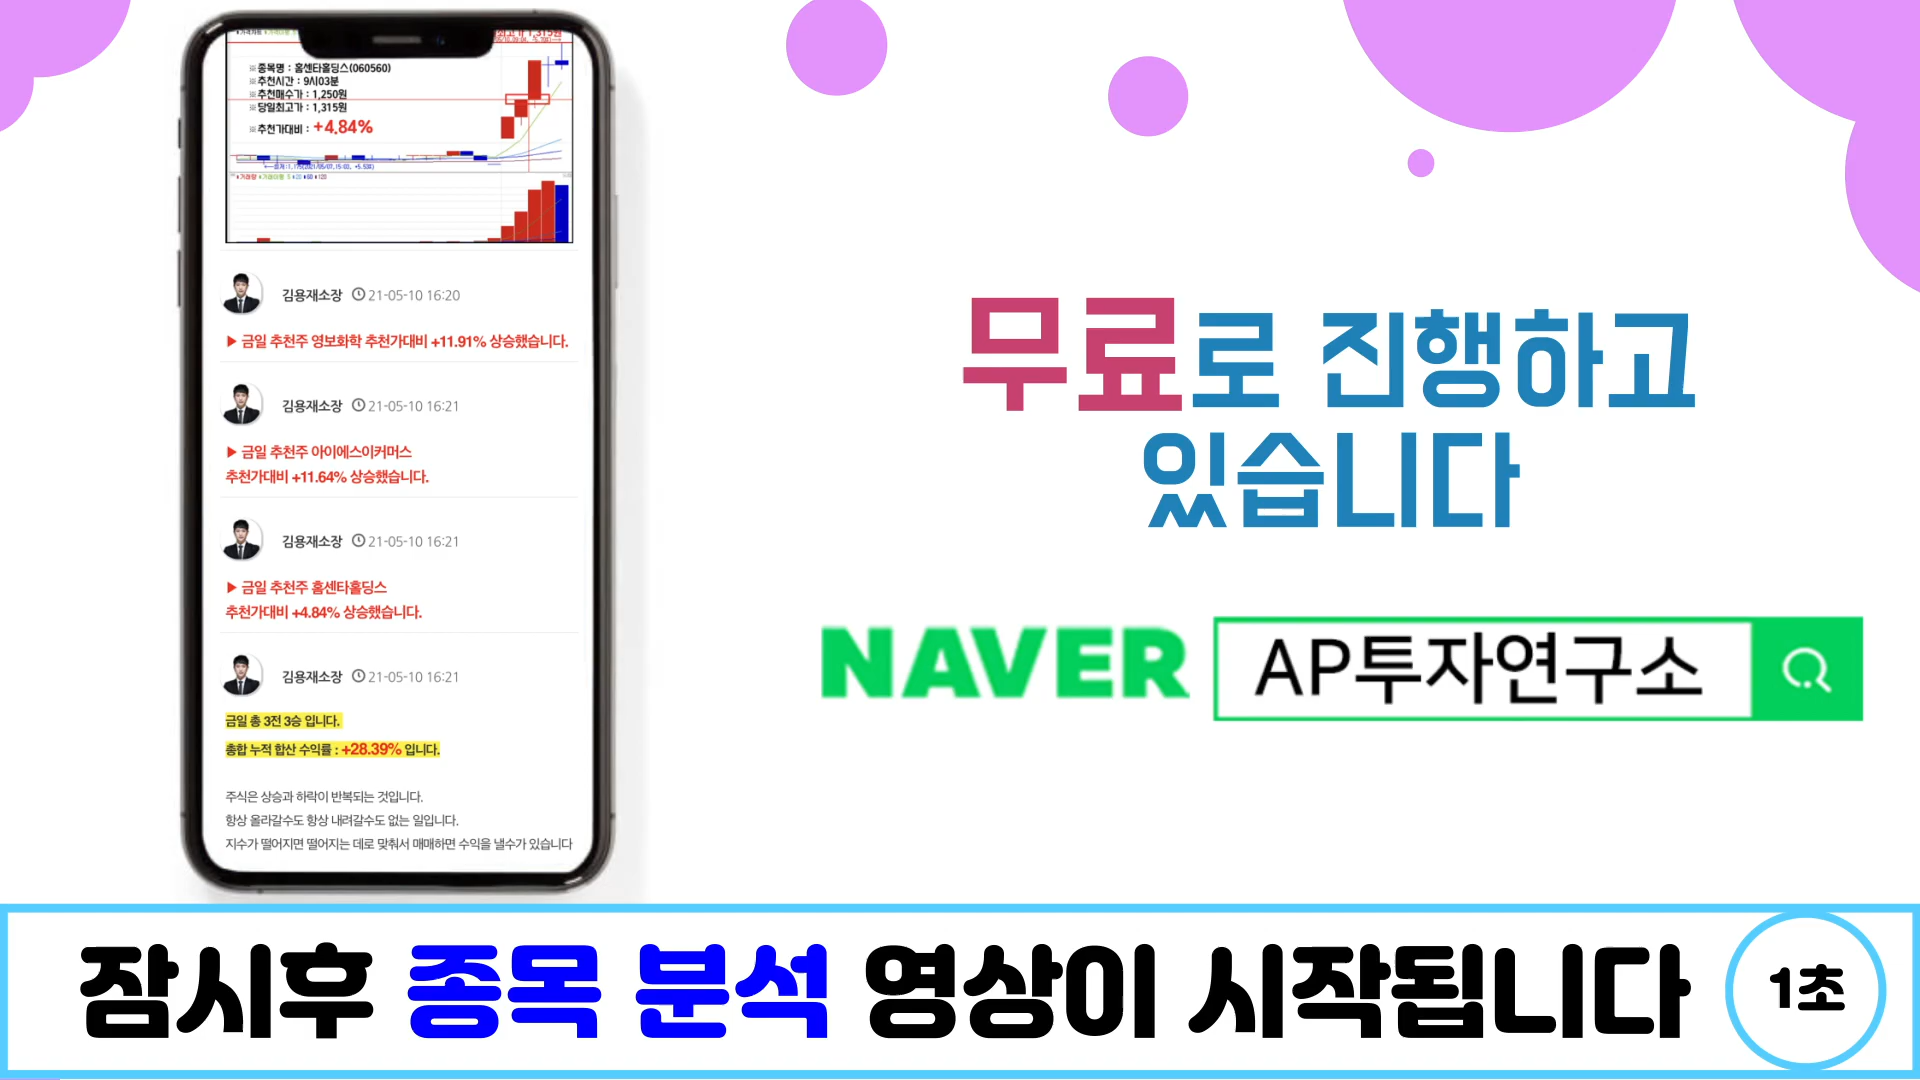 ※종목명 : 홈센타홀딩스(060560)
※추천시간 : 9시03분
※추천매수가 : 1,250원
※당일최고가 : 1,315원
※추천가대비 : +4.84%
김용재소장 21-05-10 16:20
▶ 금일 추천주 영보화학 추천가대비 +11.91% 상승했습니다.
김용재소장 21-05-10 16:21
▶ 금일 추천주 아이에스이커머스
추천가대비 +11.64% 상승했습니다.
김용재소장 21-05-10 16:21
▶ 금일 추천주 홈센타홀딩스
추천가대비 +4.84% 상승했습니다.
김용재소장 21-05-10 16:21
금일 총 3전 3승 입니다.
총합 누적 합산 수익률 : +28.39% 입니다.
주식은 상승과 하락이 반복되는 것입니다.
항상 올라갈수도 항상 내려갈수도 없는 일입니다.
지수가 떨어지면 떨어지는 데로 맞춰서 매매하면 수익을 낼수가 있습니다
무료로 진행하고
있습니다
NAVER AP투자연구소
잠시후 종목 분석 영상이 시작됩니다 1초